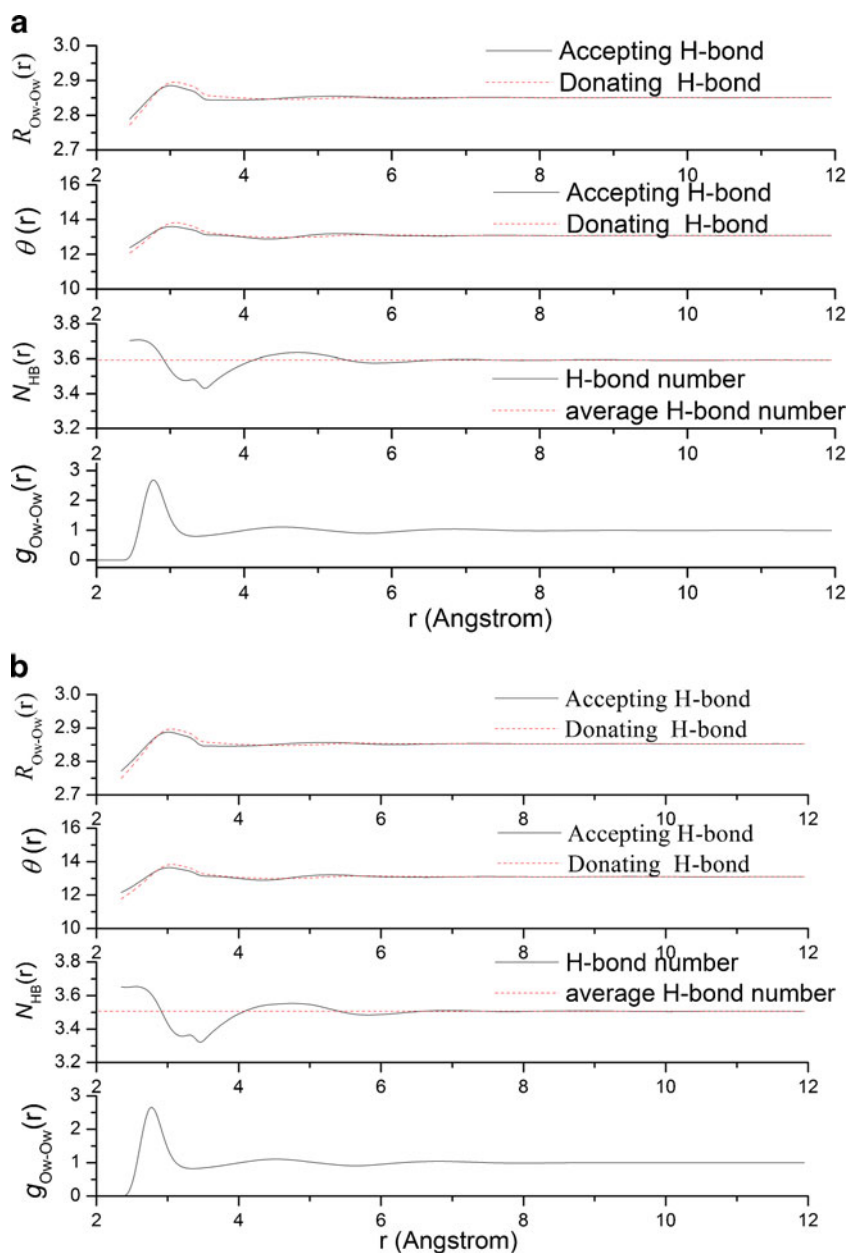 a
3.0
2.9
2.8
2.7
R_Ow-Ow(r)
Accepting H-bond
Donating H-bond
2 4 6 8 10 12
16
14
12
10
θ (r)
Accepting H-bond
Donating H-bond
2 4 6 8 10 12
3.8
3.6
3.4
3.2
N_HB(r)
H-bond number
average H-bond number
2 4 6 8 10 12
3
2
1
0
g_Ow-Ow(r)
2 4 6 8 10 12
r (Angstrom)
b
3.0
2.9
2.8
2.7
R_Ow-Ow(r)
Accepting H-bond
Donating H-bond
2 4 6 8 10 12
16
14
12
10
θ (r)
Accepting H-bond
Donating H-bond
2 4 6 8 10 12
3.8
3.6
3.4
3.2
N_HB(r)
H-bond number
average H-bond number
2 4 6 8 10 12
3
2
1
0
g_Ow-Ow(r)
2 4 6 8 10 12
r (Angstrom)